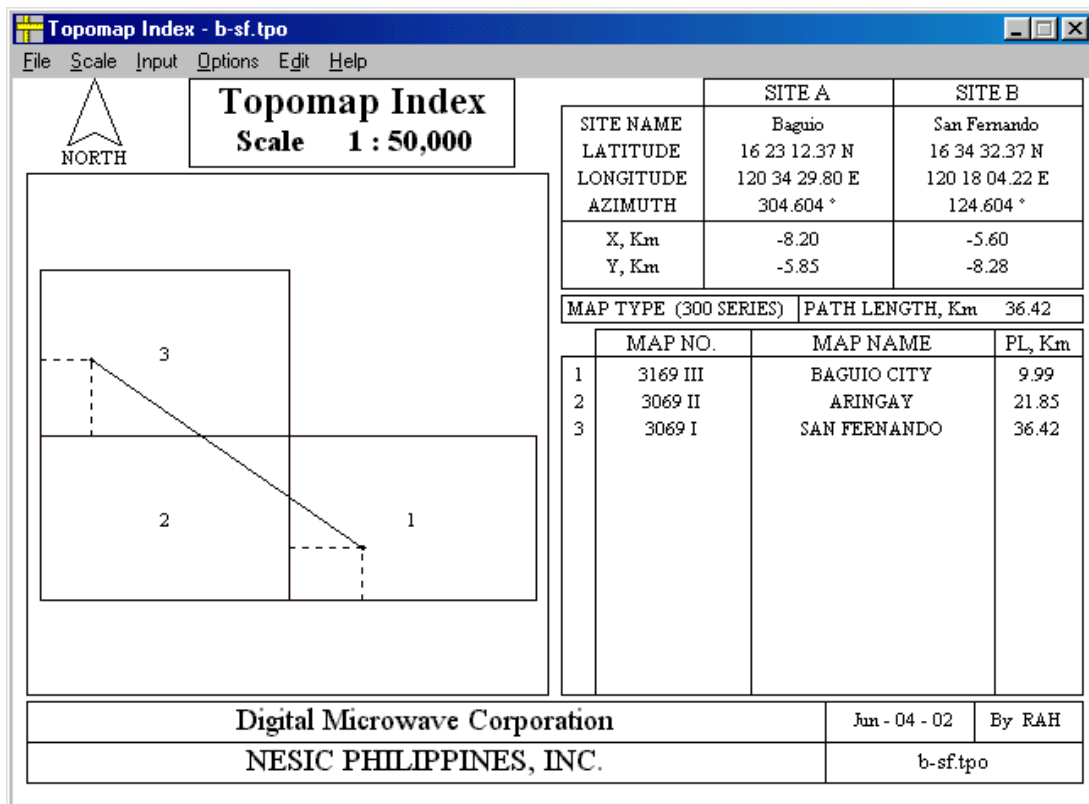 Topomap Index - b-sf.tpo
File Scale Input Options Edit Help
NORTH
Topomap Index
Scale 1 : 50,000
SITE A SITE B
SITE NAME Baguio San Fernando
LATITUDE 16 23 12.37 N 16 34 32.37 N
LONGITUDE 120 34 29.80 E 120 18 04.22 E
AZIMUTH 304.604 ° 124.604 °
X, Km -8.20 -5.60
Y, Km -5.85 -8.28
MAP TYPE (300 SERIES) PATH LENGTH, Km 36.42
MAP NO. MAP NAME PL, Km
1 3169 III BAGUIO CITY 9.99
2 3069 II ARINGAY 21.85
3 3069 I SAN FERNANDO 36.42
3
2 1
Digital Microwave Corporation Jun - 04 - 02 By RAH
NESIC PHILIPPINES, INC. b-sf.tpo